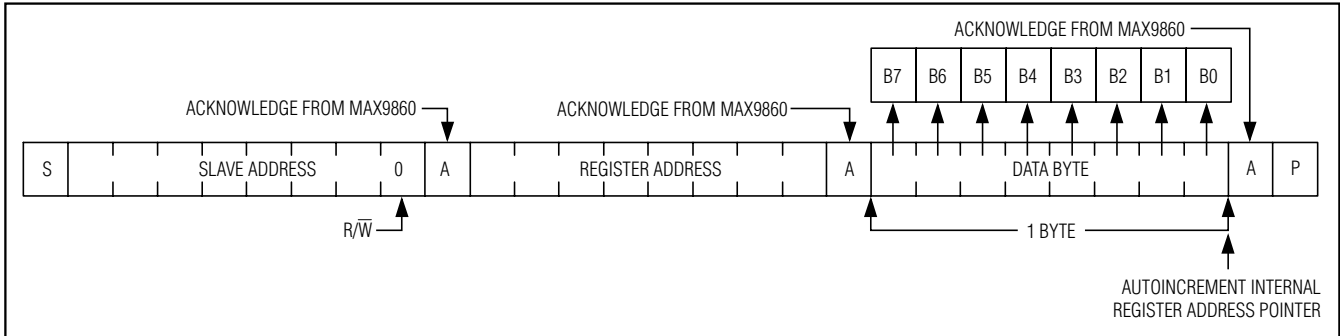 ACKNOWLEDGE FROM MAX9860
B7 B6 B5 B4 B3 B2 B1 B0
ACKNOWLEDGE FROM MAX9860 ACKNOWLEDGE FROM MAX9860
S SLAVE ADDRESS 0 A REGISTER ADDRESS A DATA BYTE A P
R/W̅ 1 BYTE
AUTOINCREMENT INTERNAL
REGISTER ADDRESS POINTER